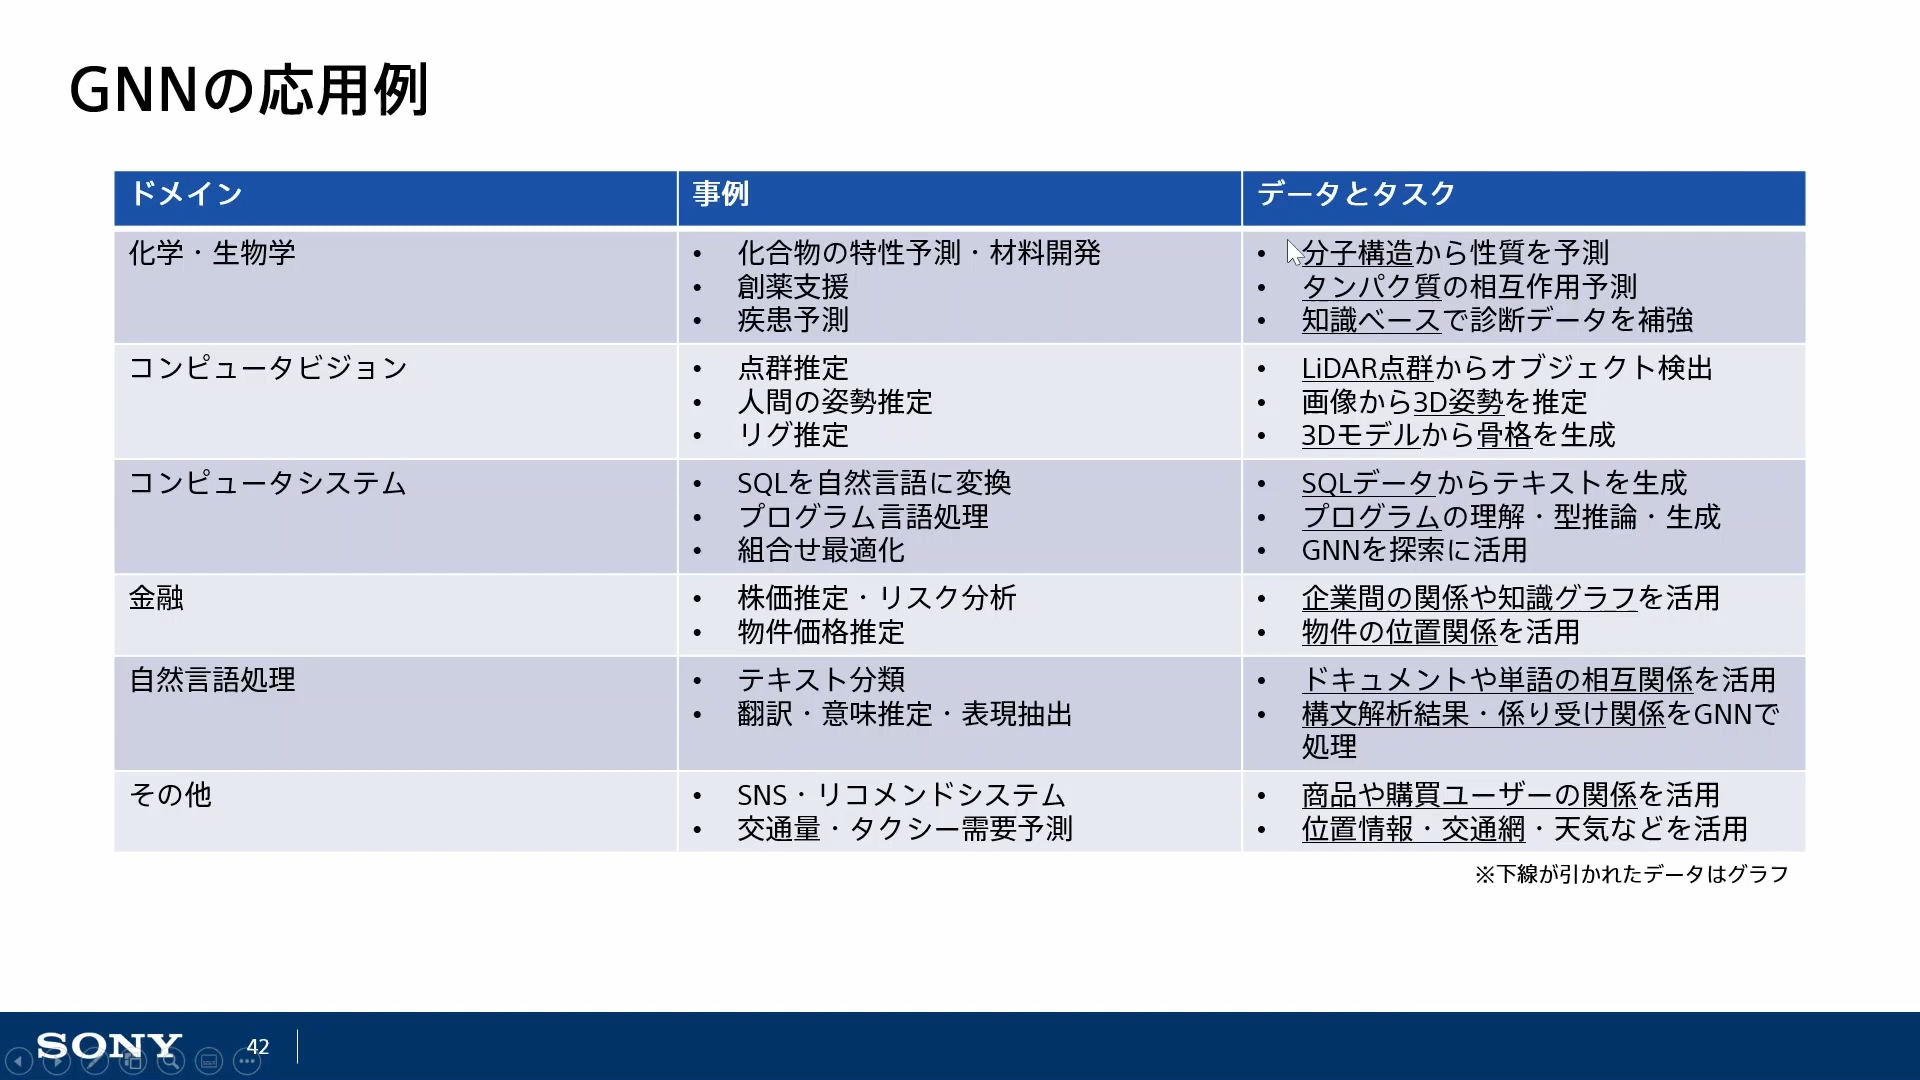 GNNの応用例
ドメイン 事例 データとタスク
化学・生物学
• 化合物の特性予測・材料開発
• 創薬支援
• 疾患予測
• 分子構造から性質を予測
• タンパク質の相互作用予測
• 知識ベースで診断データを補強
コンピュータビジョン
• 点群推定
• 人間の姿勢推定
• リグ推定
• LiDAR点群からオブジェクト検出
• 画像から3D姿勢を推定
• 3Dモデルから骨格を生成
コンピュータシステム
• SQLを自然言語に変換
• プログラム言語処理
• 組合せ最適化
• SQLデータからテキストを生成
• プログラムの理解・型推論・生成
• GNNを探索に活用
金融
• 株価推定・リスク分析
• 物件価格推定
• 企業間の関係や知識グラフを活用
• 物件の位置関係を活用
自然言語処理
• テキスト分類
• 翻訳・意味推定・表現抽出
• ドキュメントや単語の相互関係を活用
• 構文解析結果・係り受け関係をGNNで
処理
その他
• SNS・リコメンドシステム
• 交通量・タクシー需要予測
• 商品や購買ユーザーの関係を活用
• 位置情報・交通網・天気などを活用
※下線が引かれたデータはグラフ
SONY 42